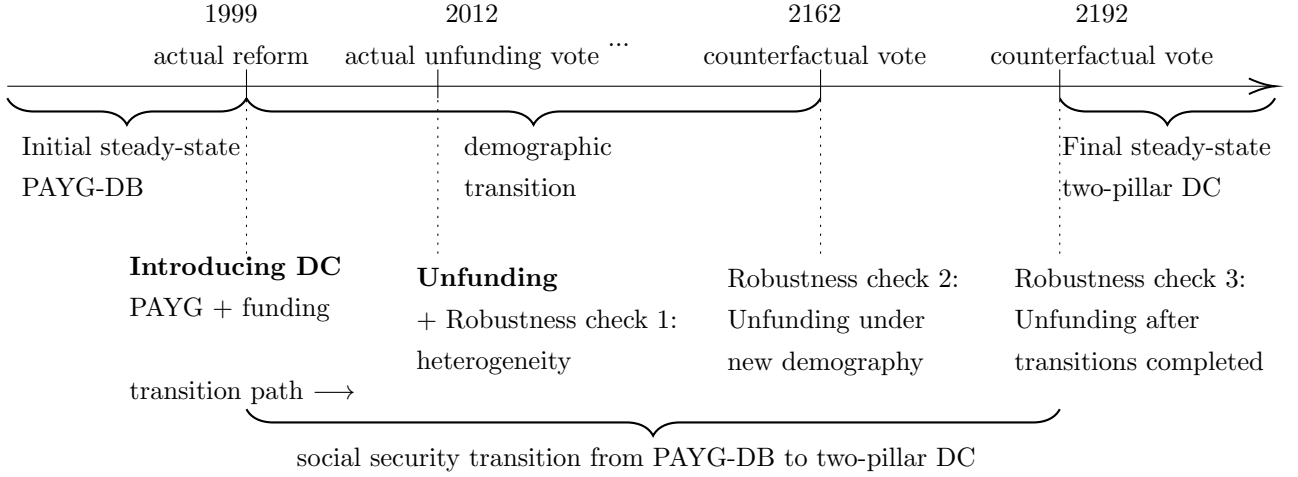 1999
2012
2162
2192
actual reform
actual unfunding vote
...
counterfactual vote
counterfactual vote
Initial steady-state
PAYG-DB
demographic
transition
Final steady-state
two-pillar DC
Introducing DC
PAYG + funding
Unfunding
+ Robustness check 1:
heterogeneity
Robustness check 2:
Unfunding under
new demography
Robustness check 3:
Unfunding after
transitions completed
transition path ⟶
social security transition from PAYG-DB to two-pillar DC